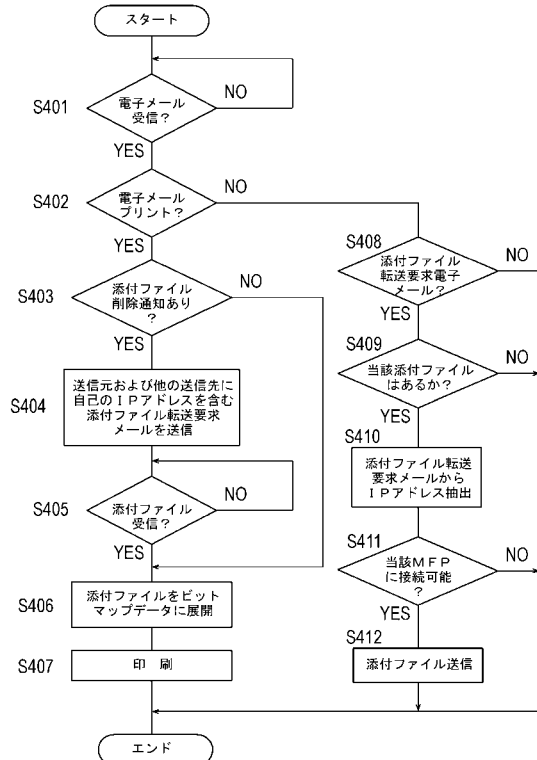 スタート
S401
電子メール
受信？
NO
YES
S402
電子メール
プリント？
NO
YES
S403
添付ファイル
削除通知あり
？
NO
YES
S404
送信元および他の送信先に
自己のＩＰアドレスを含む
添付ファイル転送要求
メールを送信
S405
添付ファイル
受信？
NO
YES
S406
添付ファイルをビット
マップデータに展開
S407
印　刷
エンド
S408
添付ファイル
転送要求電子
メール？
NO
YES
S409
当該添付ファイル
はあるか？
NO
YES
S410
添付ファイル転送
要求メールから
ＩＰアドレス抽出
S411
当該ＭＦＰ
に接続可能
？
NO
YES
S412
添付ファイル送信